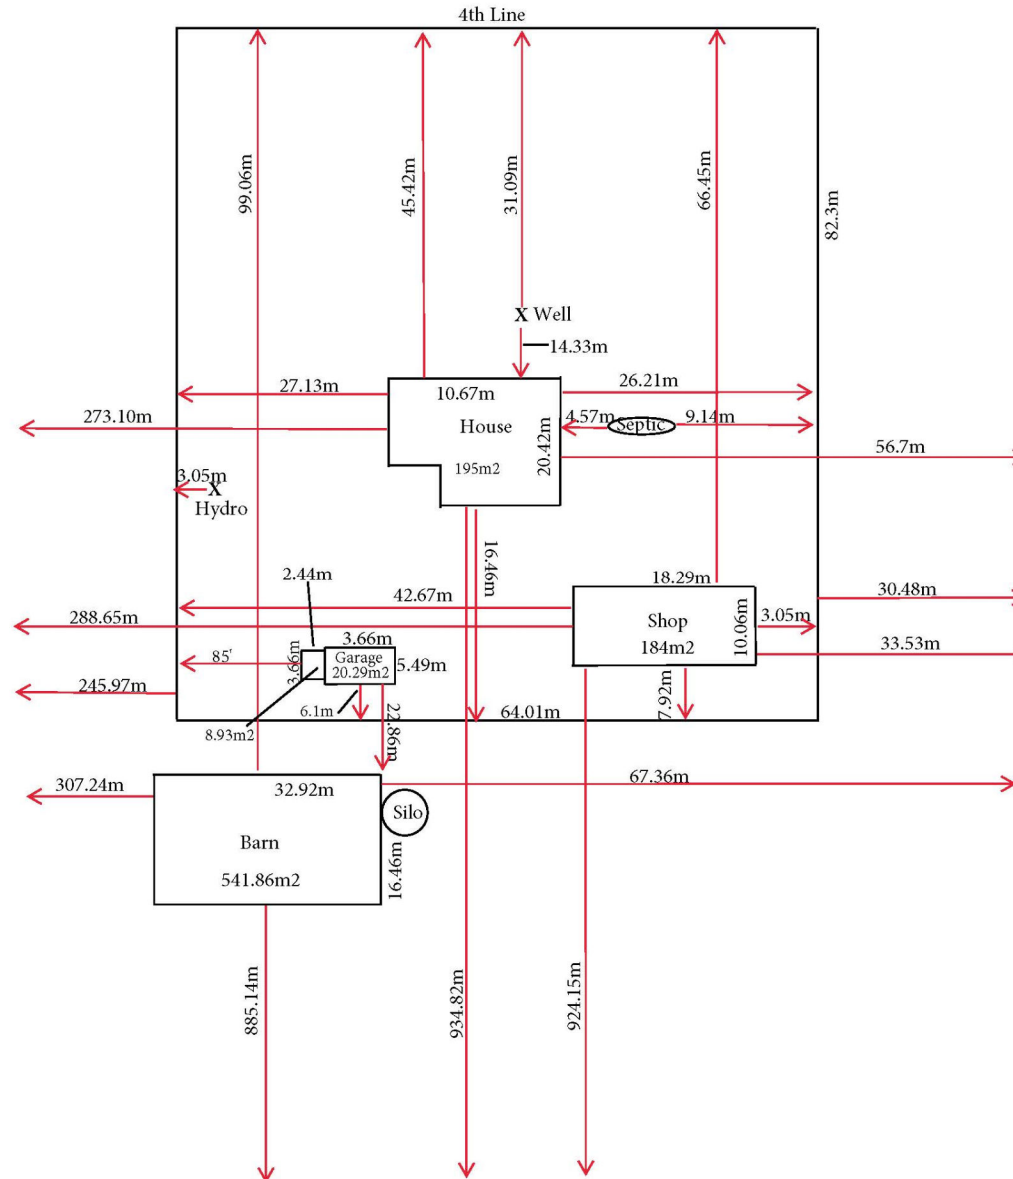 4th Line
99.06m
45.42m
31.09m
66.45m
82.3m
X Well
14.33m
27.13m
10.67m
26.21m
273.10m
House
4.57m
Septic
9.14m
20.42m
56.7m
195m2
3.05m
X
Hydro
16.46m
2.44m
18.29m
42.67m
30.48m
288.65m
Shop
10.06m
3.05m
3.66m
184m2
33.53m
85'
3.66m
Garage
5.49m
20.29m2
245.97m
7.92m
6.1m
22.86m
64.01m
8.93m2
307.24m
32.92m
67.36m
Silo
Barn
16.46m
541.86m2
885.14m
934.82m
924.15m